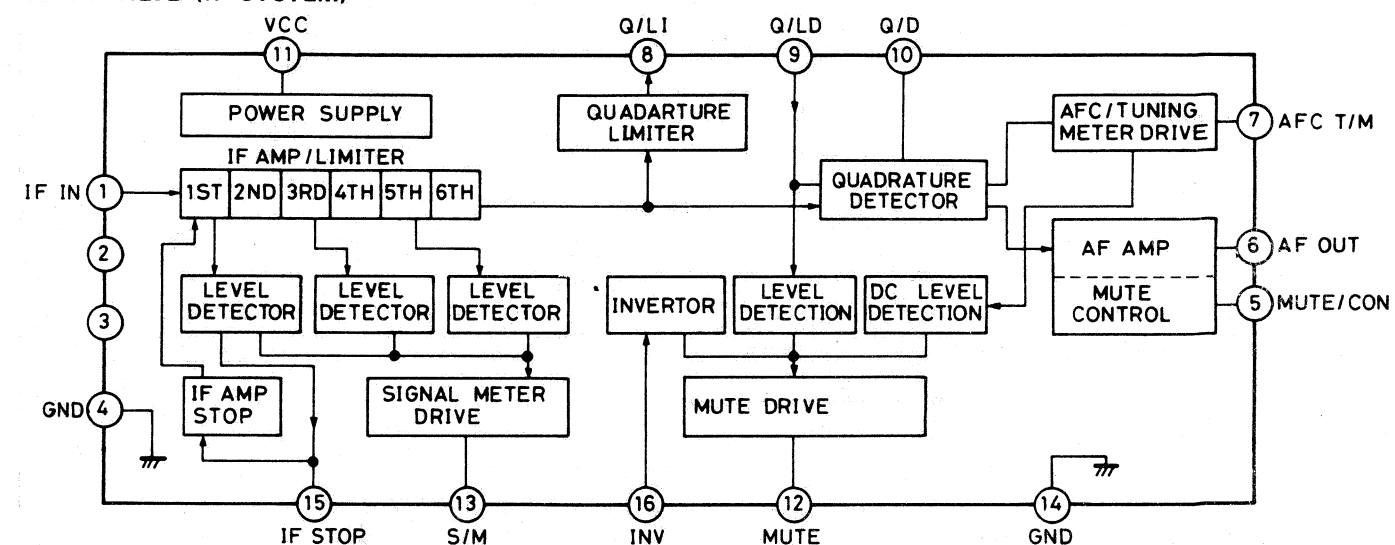 VCC Q/LI Q/LD Q/D
11 8 9 10
POWER SUPPLY
QUADARTURE
LIMITER
AFC/TUNING
METER DRIVE
7 AFC T/M
IF AMP/LIMITER
IF IN 1
1ST 2ND 3RD 4TH 5TH 6TH
QUADRATURE
DETECTOR
2
AF AMP
6 AF OUT
MUTE
CONTROL
5 MUTE/CON
LEVEL
DETECTOR
LEVEL
DETECTOR
LEVEL
DETECTOR
INVERTOR
LEVEL
DETECTION
DC LEVEL
DETECTION
3
GND 4
IF AMP
STOP
SIGNAL METER
DRIVE
MUTE DRIVE
15 13 16 12 14
IF STOP S/M INV MUTE GND